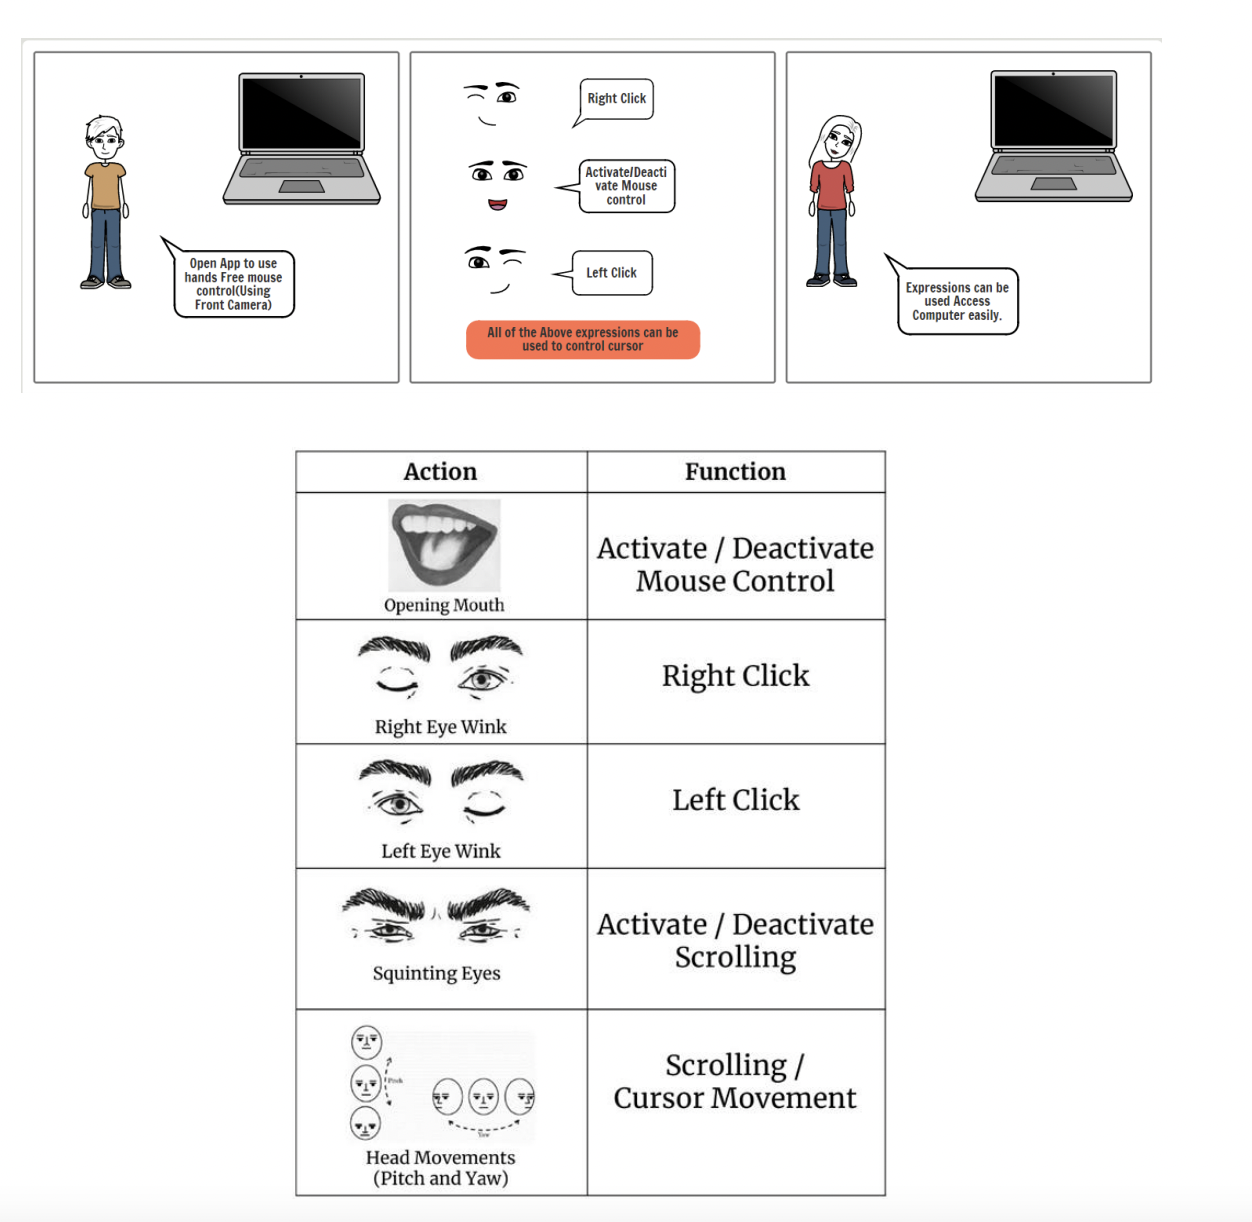 Open App to use
hands Free mouse
control(Using
Front Camera)
Right Click
Activate/Deacti
vate Mouse
control
Left Click
All of the Above expressions can be
used to control cursor
Expressions can be
used Access
Computer easily.
Action
Function
Opening Mouth
Activate / Deactivate
Mouse Control
Right Eye Wink
Right Click
Left Eye Wink
Left Click
Squinting Eyes
Activate / Deactivate
Scrolling
Pitch
Yaw
Head Movements
(Pitch and Yaw)
Scrolling /
Cursor Movement